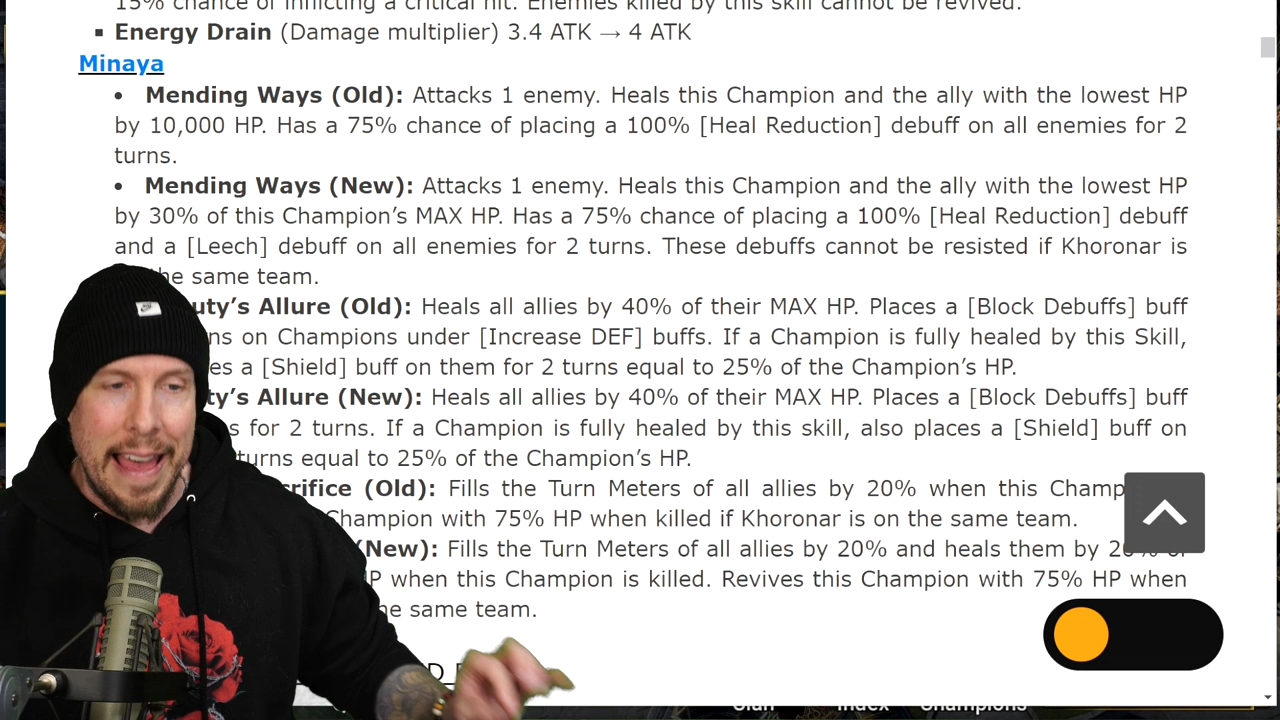 15% chance of inflicting a critical hit. Enemies killed by this skill cannot be revived.
▪ Energy Drain (Damage multiplier) 3.4 ATK → 4 ATK
Minaya
• Mending Ways (Old): Attacks 1 enemy. Heals this Champion and the ally with the lowest HP
by 10,000 HP. Has a 75% chance of placing a 100% [Heal Reduction] debuff on all enemies for 2
turns.
• Mending Ways (New): Attacks 1 enemy. Heals this Champion and the ally with the lowest HP
by 30% of this Champion’s MAX HP. Has a 75% chance of placing a 100% [Heal Reduction] debuff
and a [Leech] debuff on all enemies for 2 turns. These debuffs cannot be resisted if Khoronar is
the same team.
Allure (Old): Heals all allies by 40% of their MAX HP. Places a [Block Debuffs] buff
on Champions under [Increase DEF] buffs. If a Champion is fully healed by this Skill,
a [Shield] buff on them for 2 turns equal to 25% of the Champion’s HP.
Allure (New): Heals all allies by 40% of their MAX HP. Places a [Block Debuffs] buff
for 2 turns. If a Champion is fully healed by this skill, also places a [Shield] buff on
turns equal to 25% of the Champion’s HP.
(Old): Fills the Turn Meters of all allies by 20% when this
Champion with 75% HP when killed if Khoronar is on the same team.
(New): Fills the Turn Meters of all allies by 20% and heals them by
when this Champion is killed. Revives this Champion with 75% HP when
same team.
Clan Index Champions